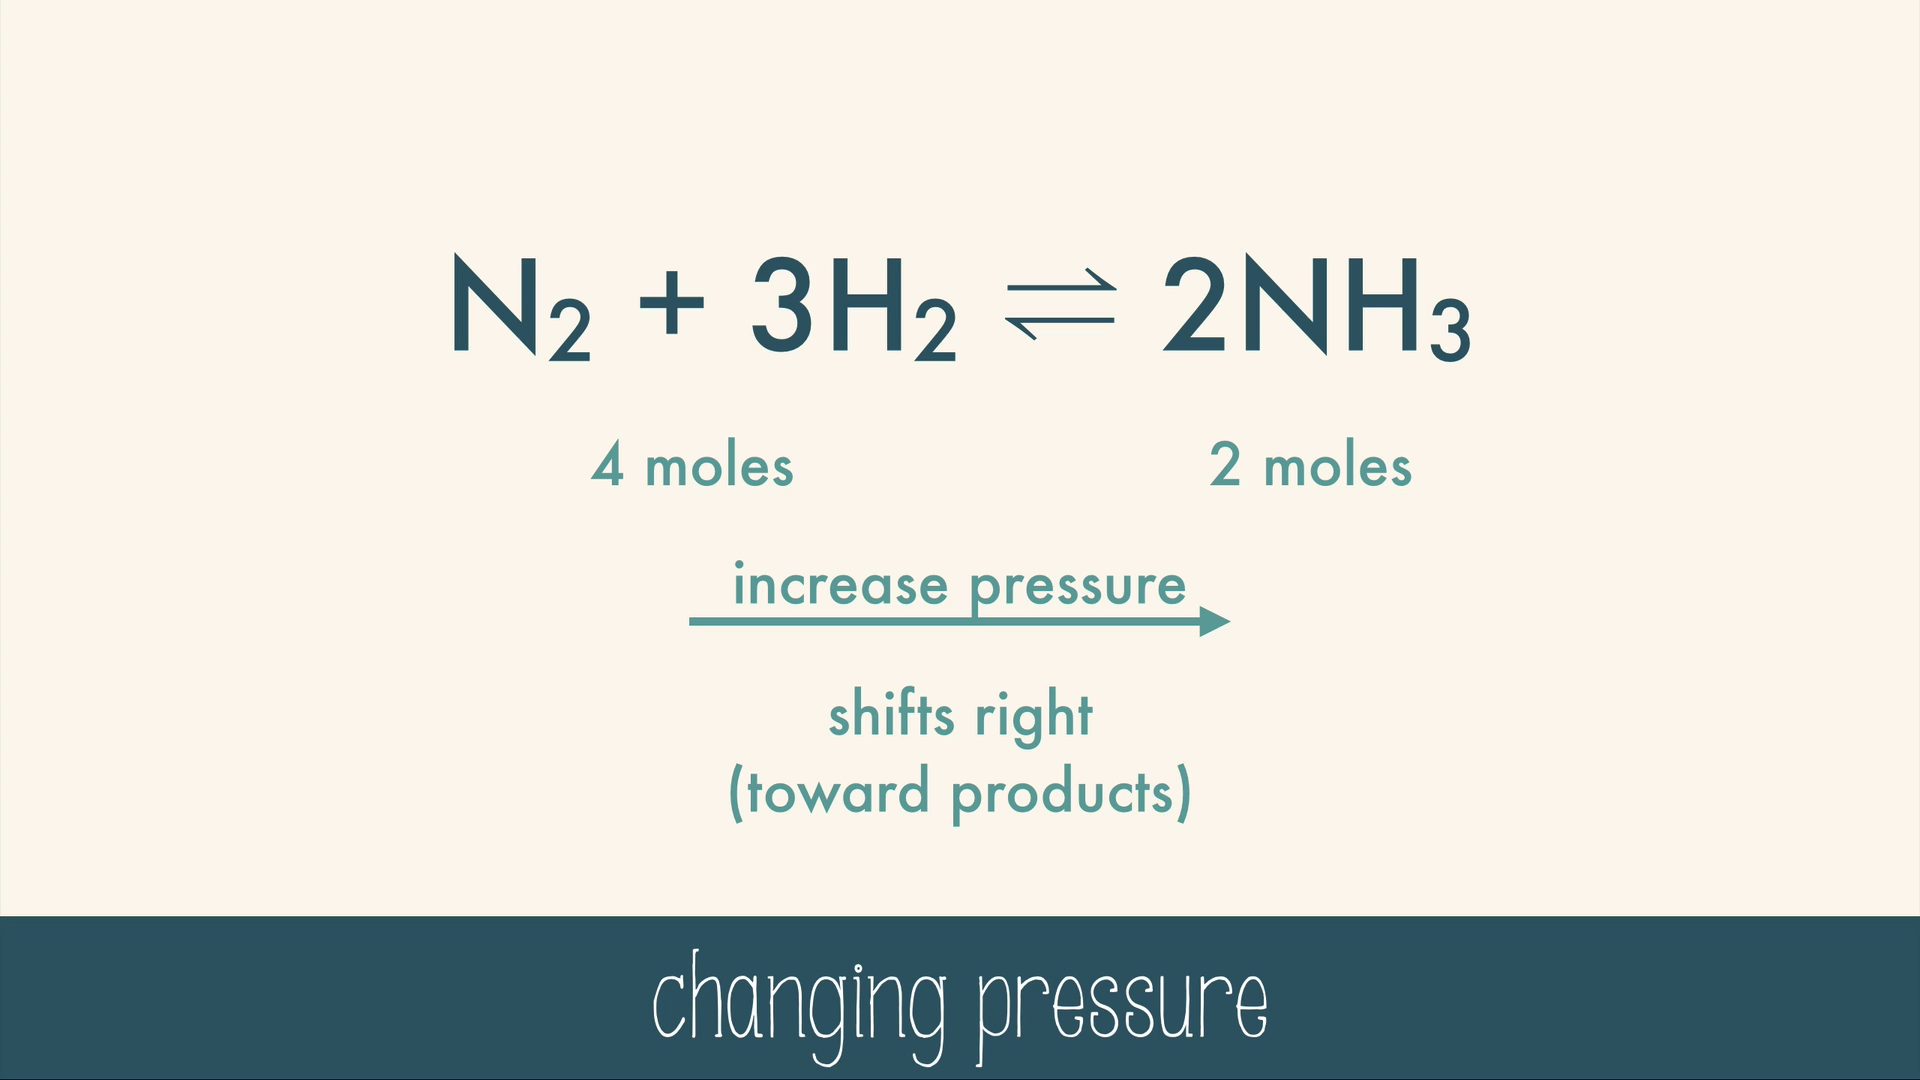 N₂ + 3H₂ ⇌ 2NH₃
4 moles 2 moles
increase pressure
shifts right
(toward products)
changing pressure